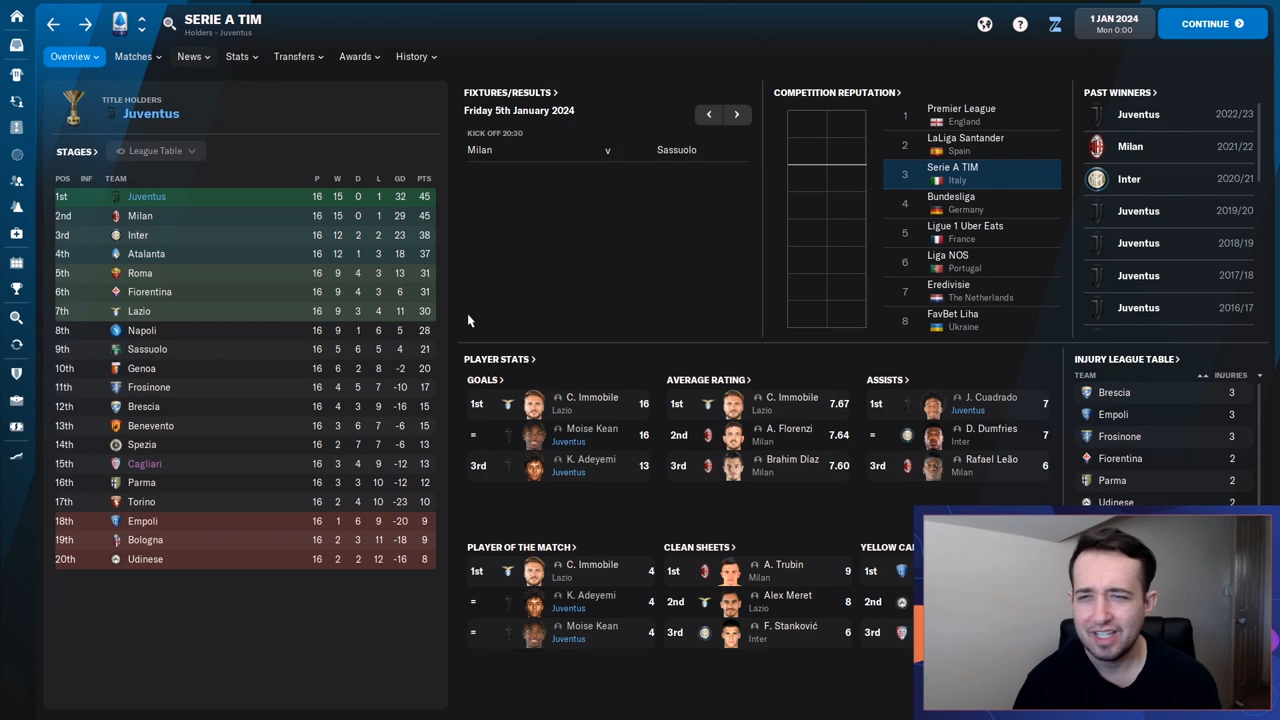 SERIE A TIM
Holders - Juventus
1 JAN 2024
Mon 0:00
CONTINUE
Overview
Matches
News
Stats
Transfers
Awards
History
TITLE HOLDERS
Juventus
STAGES
League Table
POS INF TEAM P W D L GD PTS
1st Juventus 16 15 0 1 32 45
2nd Milan 16 15 0 1 29 45
3rd Inter 16 12 2 2 23 38
4th Atalanta 16 12 1 3 18 37
5th Roma 16 9 4 3 13 31
6th Fiorentina 16 9 4 3 6 31
7th Lazio 16 9 3 4 11 30
8th Napoli 16 9 1 6 5 28
9th Sassuolo 16 5 6 5 4 21
10th Genoa 16 6 2 8 -2 20
11th Frosinone 16 4 5 7 -10 17
12th Brescia 16 4 3 9 -16 15
13th Benevento 16 3 6 7 -6 15
14th Spezia 16 2 7 7 -6 13
15th Cagliari 16 3 4 9 -12 13
16th Parma 16 3 3 10 -12 12
17th Torino 16 2 4 10 -23 10
18th Empoli 16 1 6 9 -20 9
19th Bologna 16 2 3 11 -18 9
20th Udinese 16 2 2 12 -16 8
FIXTURES/RESULTS
Friday 5th January 2024
KICK OFF 20:30
Milan v Sassuolo
COMPETITION REPUTATION
1 Premier League
England
2 LaLiga Santander
Spain
3 Serie A TIM
Italy
4 Bundesliga
Germany
5 Ligue 1 Uber Eats
France
6 Liga NOS
Portugal
7 Eredivisie
The Netherlands
8 FavBet Liha
Ukraine
PAST WINNERS
Juventus 2022/23
Milan 2021/22
Inter 2020/21
Juventus 2019/20
Juventus 2018/19
Juventus 2017/18
Juventus 2016/17
PLAYER STATS
GOALS
1st C. Immobile 16
Lazio
= Moise Kean 16
Juventus
3rd K. Adeyemi 13
Juventus
AVERAGE RATING
1st C. Immobile 7.67
Lazio
2nd A. Florenzi 7.64
Milan
3rd Brahim Díaz 7.60
Milan
ASSISTS
1st J. Cuadrado 7
Juventus
= D. Dumfries 7
Inter
3rd Rafael Leão 6
Milan
INJURY LEAGUE TABLE
TEAM INJURIES
Brescia 3
Empoli 3
Frosinone 3
Fiorentina 2
Parma 2
Udinese 2
PLAYER OF THE MATCH
1st C. Immobile 4
Lazio
= K. Adeyemi 4
Juventus
= Moise Kean 4
Juventus
CLEAN SHEETS
1st A. Trubin 9
Milan
2nd Alex Meret 8
Lazio
3rd F. Stanković 6
Inter
YELLOW CA
1st
2nd
3rd